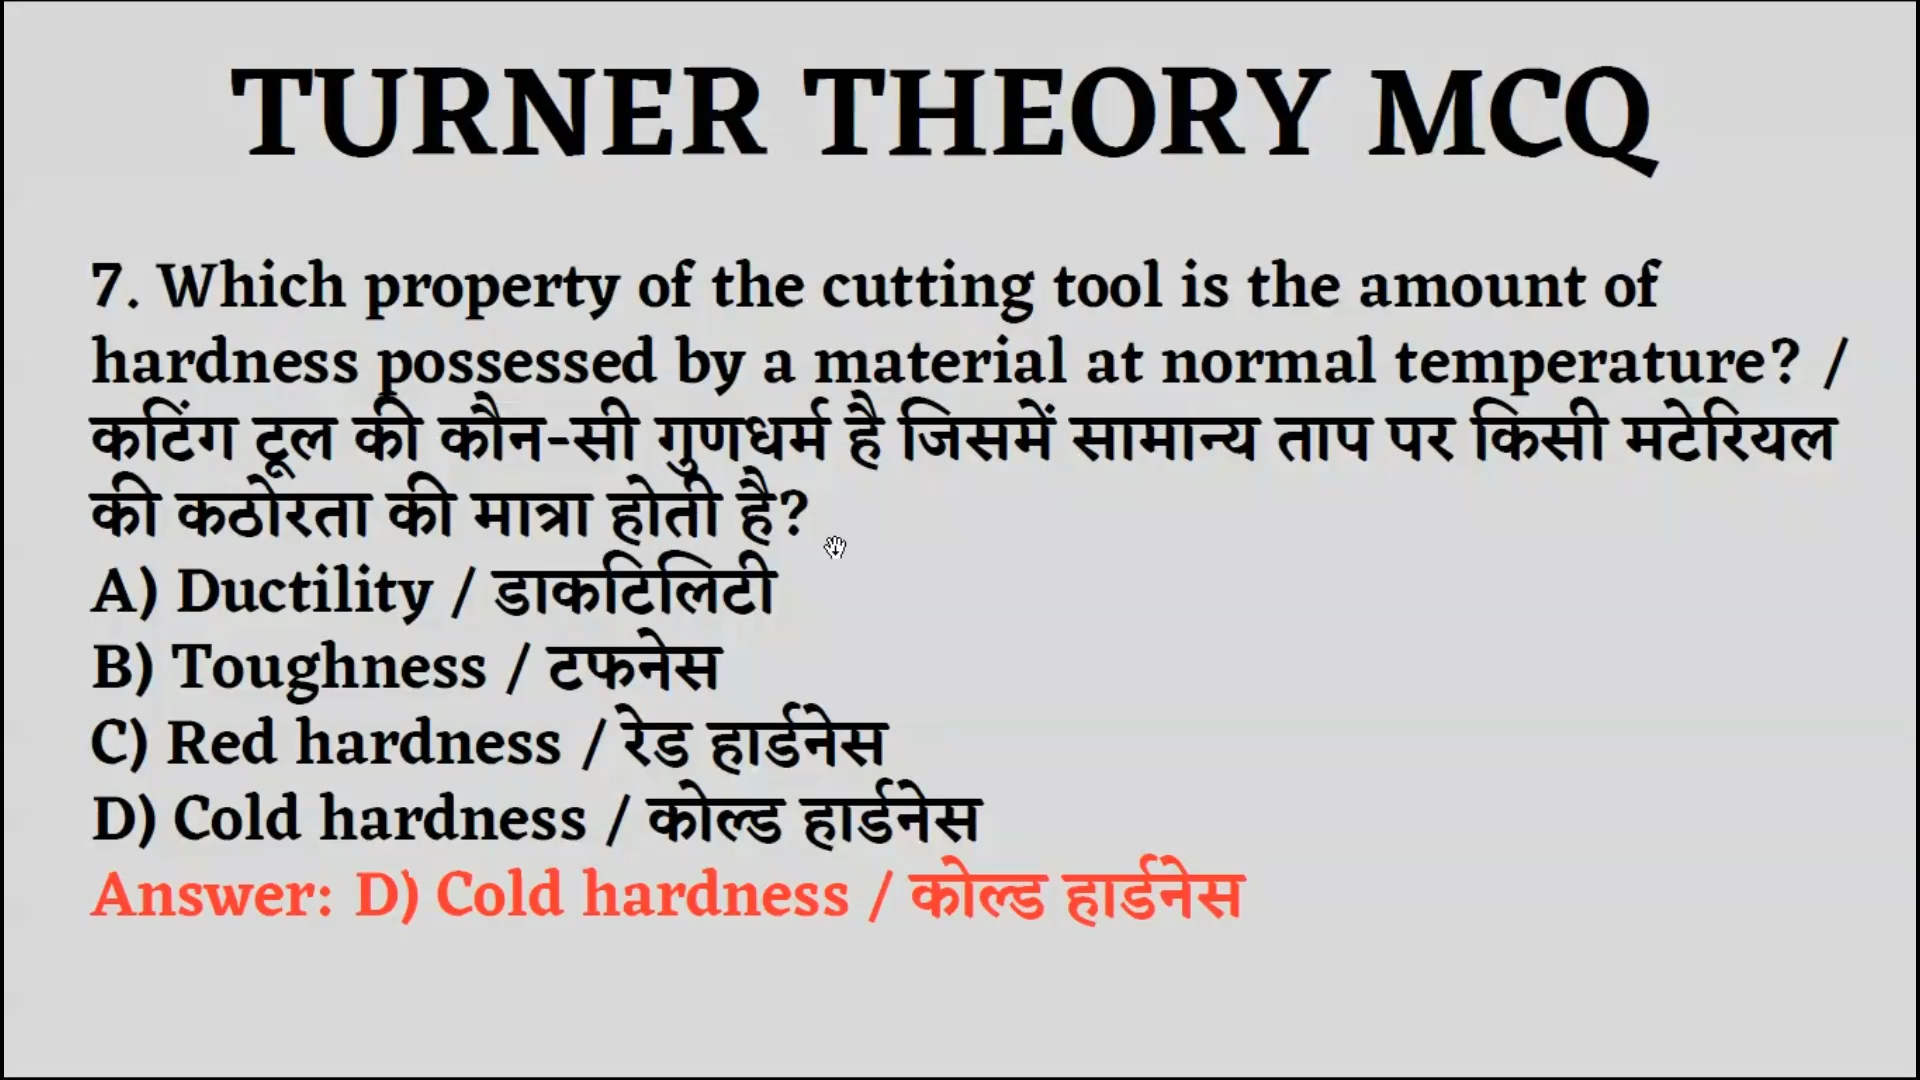 TURNER THEORY MCQ
7. Which property of the cutting tool is the amount of
hardness possessed by a material at normal temperature? /
कटिंग टूल की कौन-सी गुणधर्म है जिसमें सामान्य ताप पर किसी मटेरियल
की कठोरता की मात्रा होती है?
A) Ductility / डाकटिलिटी
B) Toughness / टफनेस
C) Red hardness / रेड हार्डनेस
D) Cold hardness / कोल्ड हार्डनेस
Answer: D) Cold hardness / कोल्ड हार्डनेस